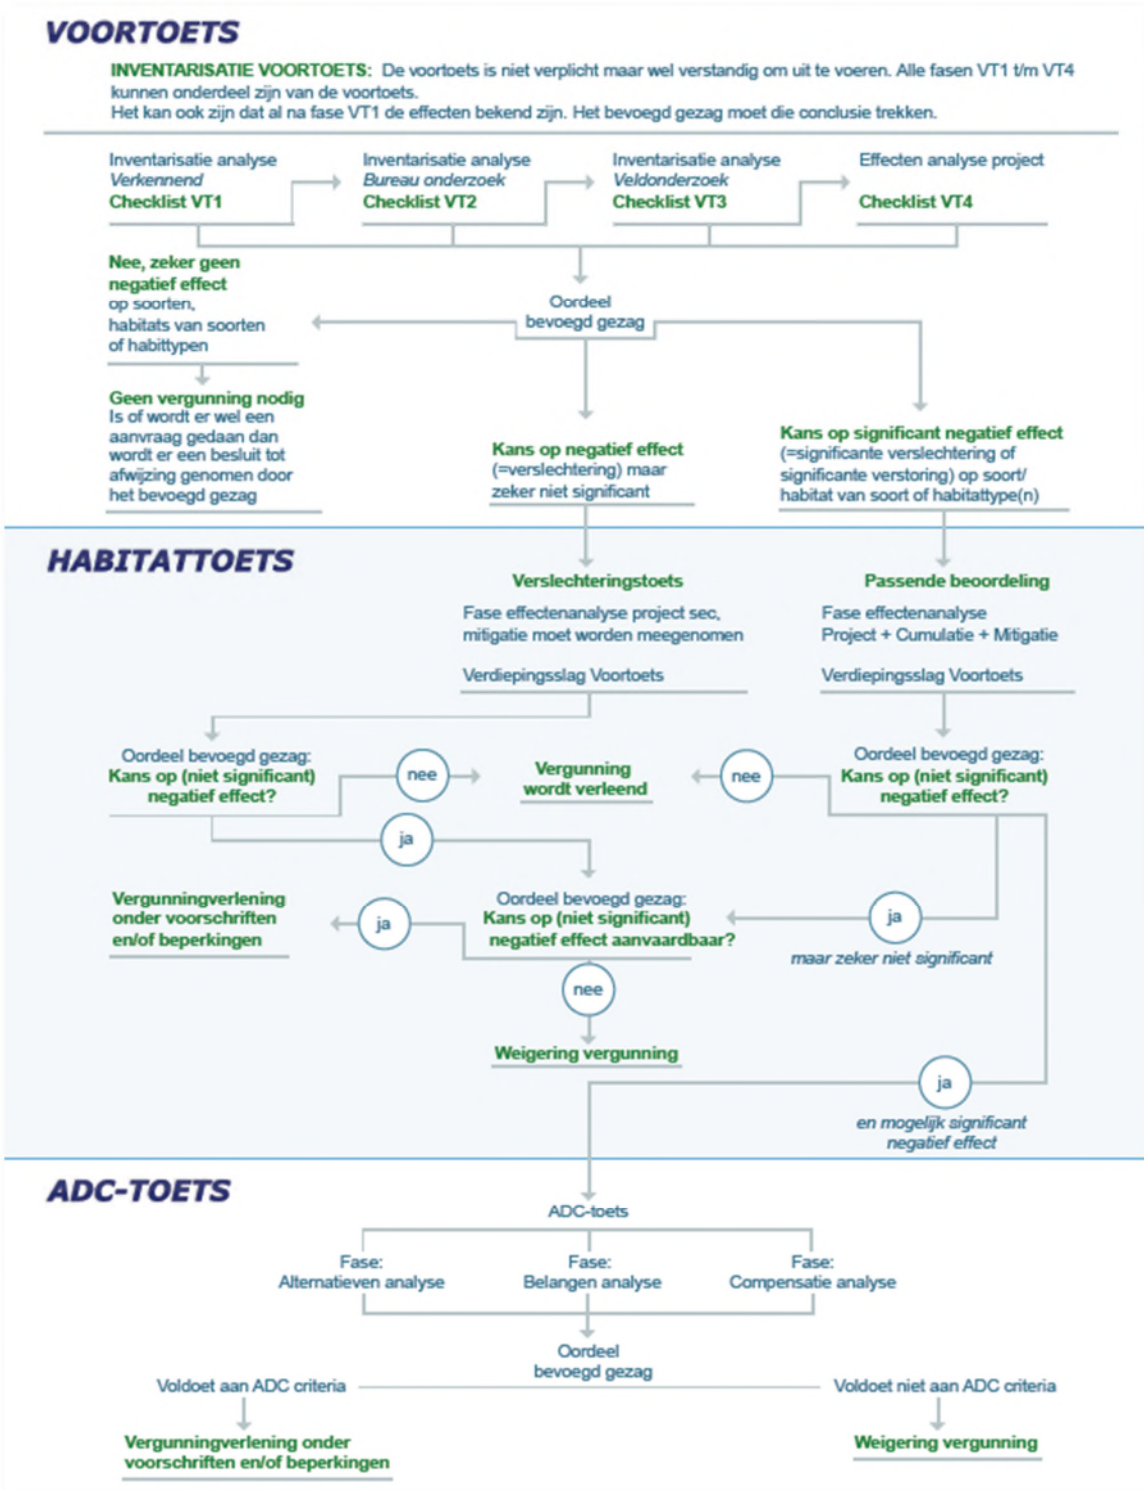 VOORTOETS
INVENTARISATIE VOORTOETS: De voortoets is niet verplicht maar wel verstandig om uit te voeren. Alle fasen VT1 t/m VT4
kunnen onderdeel zijn van de voortoets.
Het kan ook zijn dat al na fase VT1 de effecten bekend zijn. Het bevoegd gezag moet die conclusie trekken.
Inventarisatie analyse
Verkennend
Checklist VT1
Inventarisatie analyse
Bureau onderzoek
Checklist VT2
Inventarisatie analyse
Veldonderzoek
Checklist VT3
Effecten analyse project
Checklist VT4
Nee, zeker geen
negatief effect
op soorten,
habitats van soorten
of habittypen
Oordeel
bevoegd gezag
Geen vergunning nodig
Is of wordt er wel een
aanvraag gedaan dan
wordt er een besluit tot
afwijzing genomen door
het bevoegd gezag
Kans op negatief effect
(=verslechtering) maar
zeker niet significant
Kans op significant negatief effect
(=significante verslechtering of
significante verstoring) op soort/
habitat van soort of habitattype(n)
HABITATTOETS
Verslechteringstoets
Fase effectenanalyse project sec,
mitigatie moet worden meegenomen
Verdiepingsslag Voortoets
Passende beoordeling
Fase effectenanalyse
Project + Cumulatie + Mitigatie
Verdiepingsslag Voortoets
Oordeel bevoegd gezag:
Kans op (niet significant)
negatief effect?
nee
Vergunning
wordt verleend
nee
Oordeel bevoegd gezag:
Kans op (niet significant)
negatief effect?
ja
Vergunningverlening
onder voorschriften
en/of beperkingen
ja
Oordeel bevoegd gezag:
Kans op (niet significant)
negatief effect aanvaardbaar?
ja
maar zeker niet significant
nee
Weigering vergunning
ja
en mogelijk significant
negatief effect
ADC-TOETS
ADC-toets
Fase:
Alternatieven analyse
Fase:
Belangen analyse
Fase:
Compensatie analyse
Oordeel
bevoegd gezag
Voldoet aan ADC criteria
Voldoet niet aan ADC criteria
Vergunningverlening onder
voorschriften en/of beperkingen
Weigering vergunning